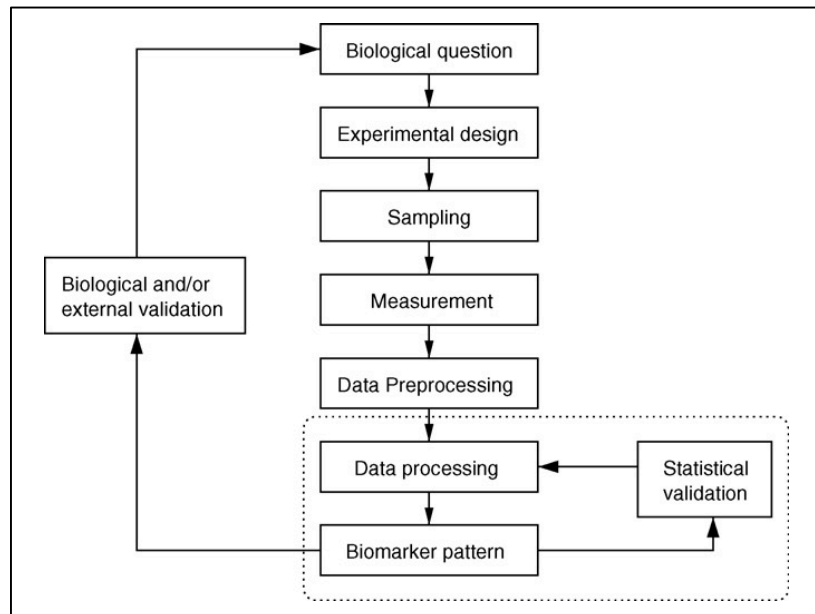 Biological question
Experimental design
Sampling
Biological and/or
external validation
Measurement
Data Preprocessing
Data processing
Statistical
validation
Biomarker pattern